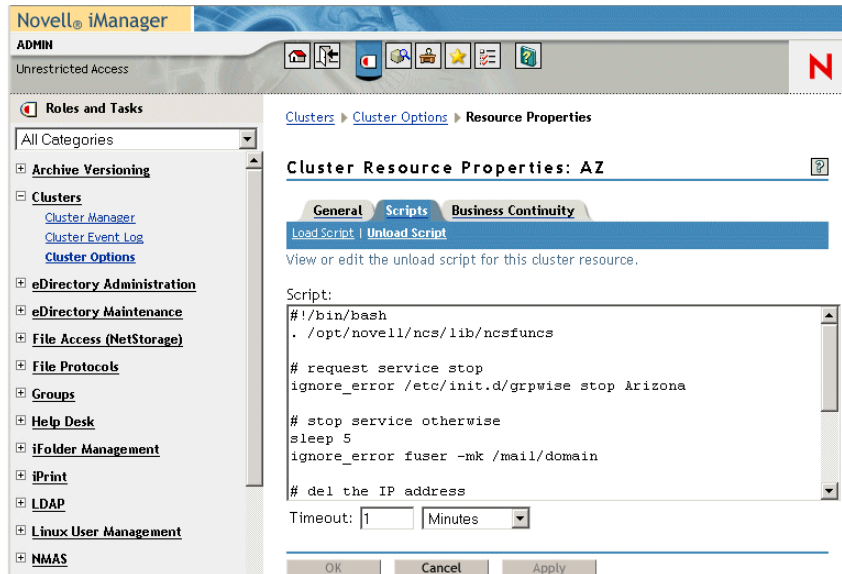 Novell® iManager
ADMIN
Unrestricted Access
N
Roles and Tasks
All Categories
Archive Versioning
Clusters
Cluster Manager
Cluster Event Log
Cluster Options
eDirectory Administration
eDirectory Maintenance
File Access (NetStorage)
File Protocols
Groups
Help Desk
iFolder Management
iPrint
LDAP
Linux User Management
NMAS
Clusters Cluster Options Resource Properties
Cluster Resource Properties: AZ ?
General Scripts Business Continuity
Load Script | Unload Script
View or edit the unload script for this cluster resource.
Script:
#!/bin/bash
. /opt/novell/ncs/lib/ncsfuncs
# request service stop
ignore_error /etc/init.d/grpwise stop Arizona
# stop service otherwise
sleep 5
ignore_error fuser -mk /mail/domain
# del the IP address
Timeout: 1 Minutes
OK Cancel Apply